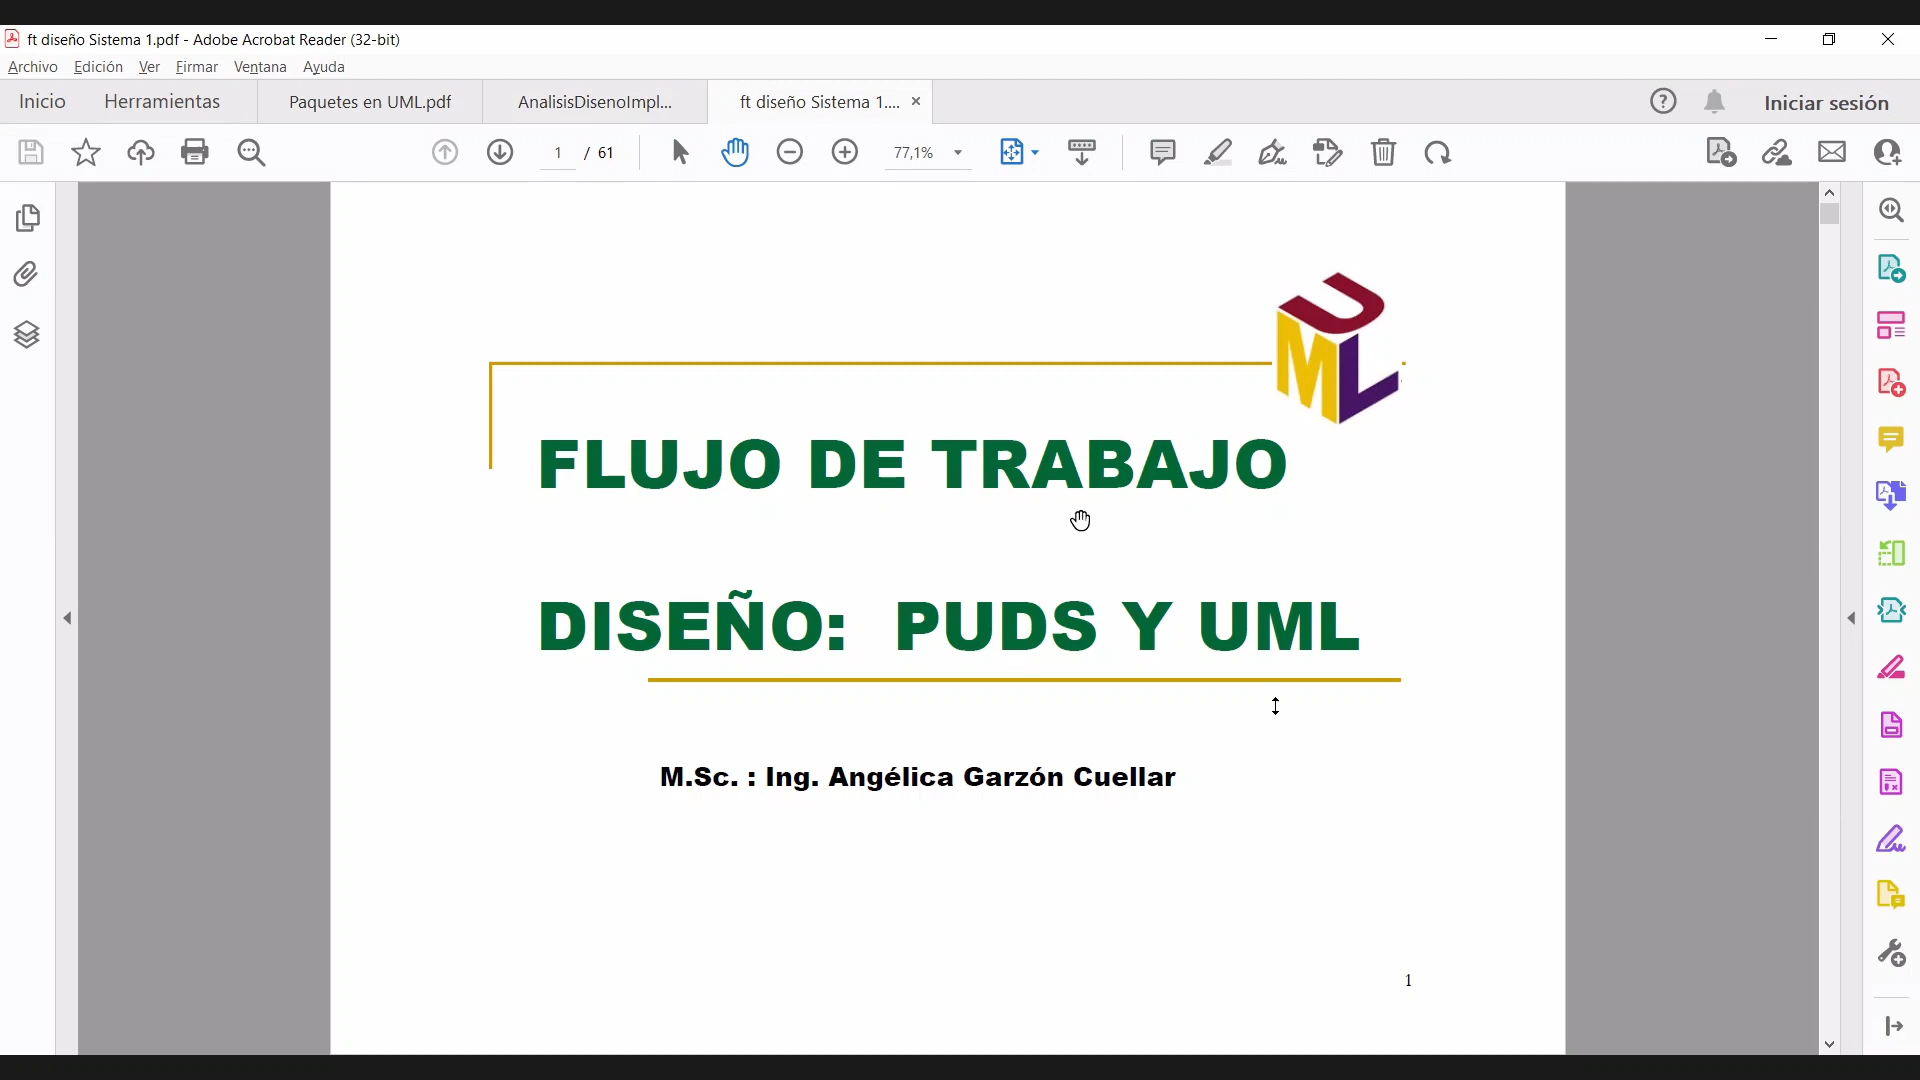 ft diseño Sistema 1.pdf - Adobe Acrobat Reader (32-bit)
Archivo Edición Ver Firmar Ventana Ayuda
Inicio Herramientas Paquetes en UML.pdf AnalisisDisenoImpl... ft diseño Sistema 1.... Iniciar sesión
1 / 61 77,1%
UML
FLUJO DE TRABAJO
DISEÑO: PUDS Y UML
M.Sc. : Ing. Angélica Garzón Cuellar
1